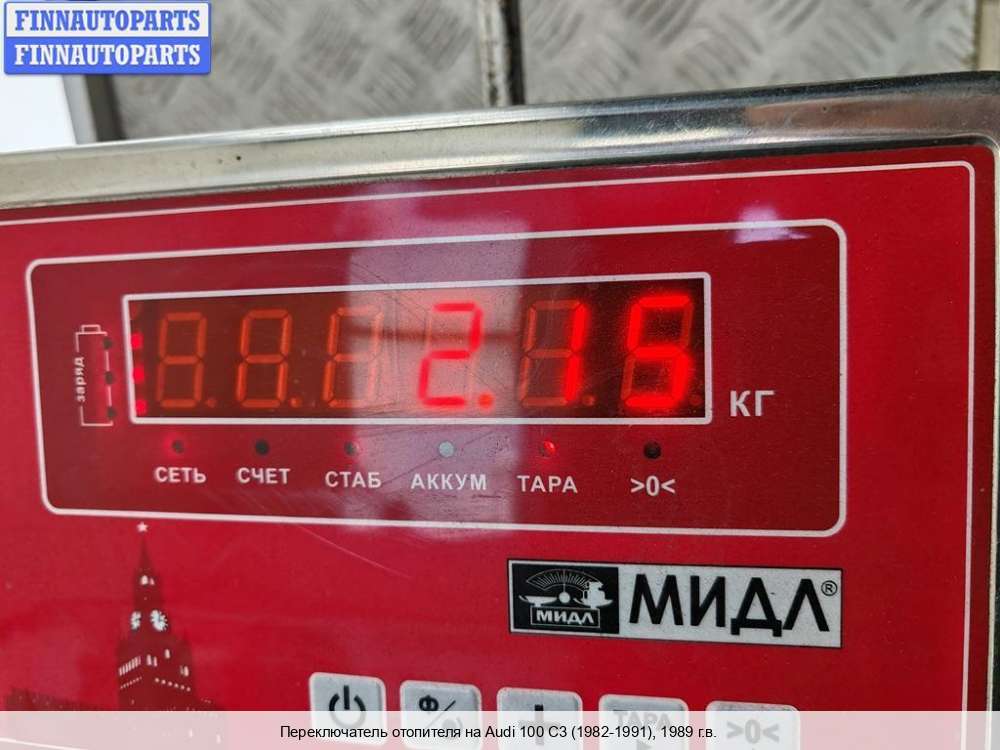 FINNAUTOPARTS
FINNAUTOPARTS
заряд
2.15
КГ
СЕТЬ СЧЕТ СТАБ АККУМ ТАРА >0<
МИДЛ
МИДЛ®
Ф/
ТАРА
>0<
Переключатель отопителя на Audi 100 C3 (1982-1991), 1989 г.в.